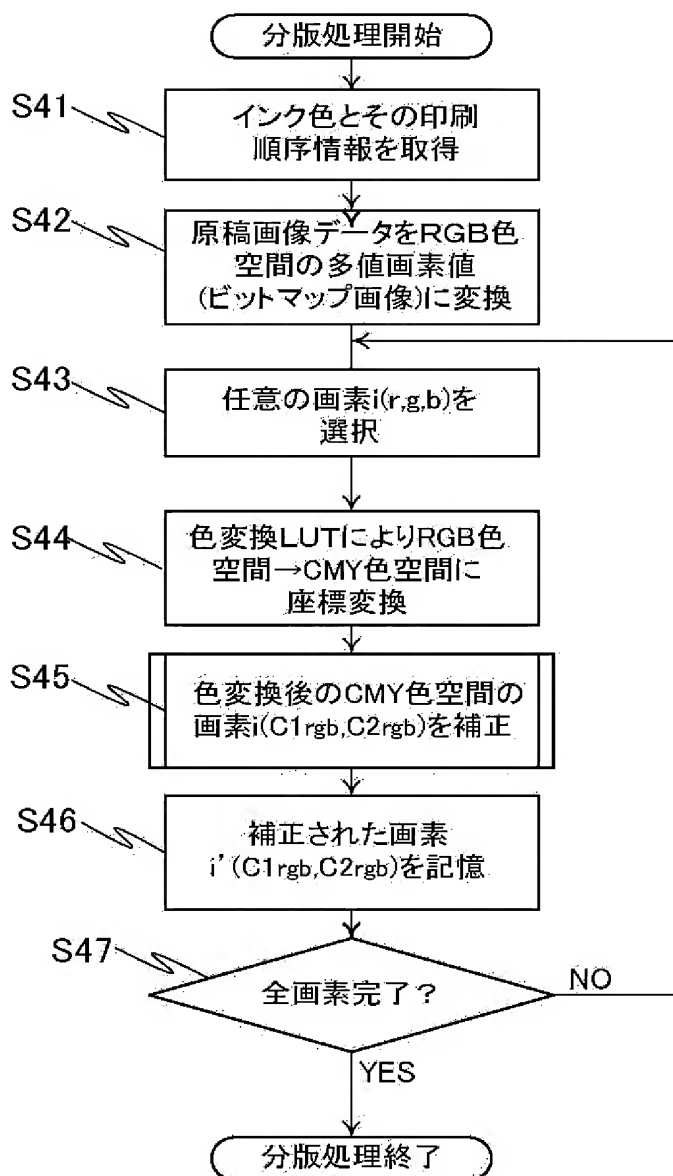 分版処理開始
S41
インク色とその印刷
順序情報を取得
S42
原稿画像データをRGB色
空間の多値画素値
(ビットマップ画像)に変換
S43
任意の画素i(r,g,b)を
選択
S44
色変換LUTによりRGB色
空間→CMY色空間に
座標変換
S45
色変換後のCMY色空間の
画素i(C1rgb,C2rgb)を補正
S46
補正された画素
i'(C1rgb,C2rgb)を記憶
S47
全画素完了?
NO
YES
分版処理終了